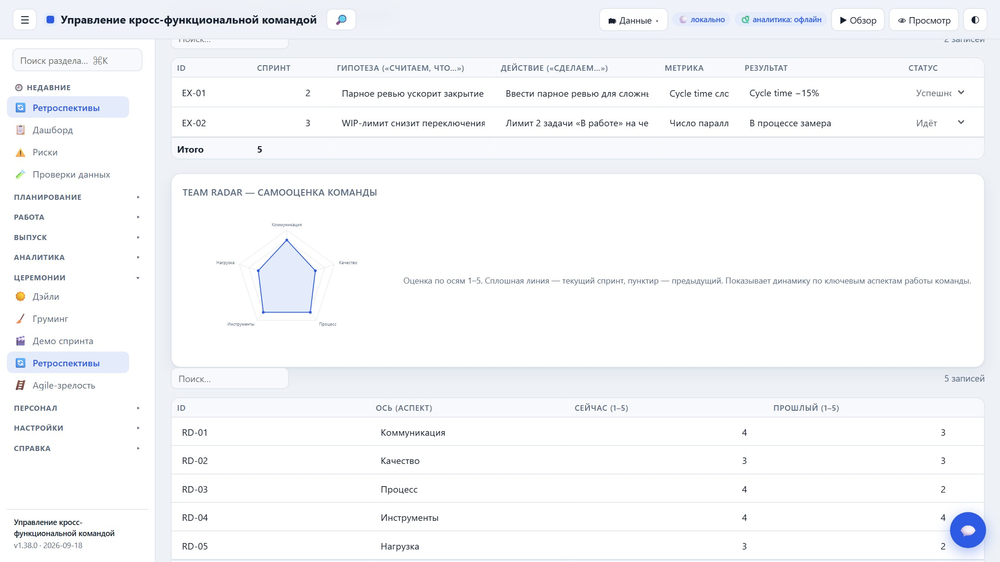 Управление кросс-функциональной командой
Данные
локально
аналитика: офлайн
Обзор
Просмотр
Поиск раздела... ⌘K
НЕДАВНИЕ
Ретроспективы
Дашборд
Риски
Проверки данных
ПЛАНИРОВАНИЕ
РАБОТА
ВЫПУСК
АНАЛИТИКА
ЦЕРЕМОНИИ
Дэйли
Груминг
Демо спринта
Ретроспективы
Agile-зрелость
ПЕРСОНАЛ
НАСТРОЙКИ
СПРАВКА
Управление кросс-
функциональной командой
v1.38.0 · 2026-09-18
Поиск...
2 записей
ID СПРИНТ ГИПОТЕЗА («СЧИТАЕМ, ЧТО...») ДЕЙСТВИЕ («СДЕЛАЕМ...») МЕТРИКА РЕЗУЛЬТАТ СТАТУС
EX-01 2 Парное ревью ускорит закрытие Ввести парное ревью для сложны Cycle time сло Cycle time −15% Успешно
EX-02 3 WIP-лимит снизит переключения Лимит 2 задачи «В работе» на че Число паралл В процессе замера Идёт
Итого 5
TEAM RADAR — САМООЦЕНКА КОМАНДЫ
Коммуникация
Нагрузка
Качество
Инструменты
Процесс
Оценка по осям 1–5. Сплошная линия — текущий спринт, пунктир — предыдущий. Показывает динамику по ключевым аспектам работы команды.
Поиск...
5 записей
ID ОСЬ (АСПЕКТ) СЕЙЧАС (1–5) ПРОШЛЫЙ (1–5)
RD-01 Коммуникация 4 3
RD-02 Качество 3 3
RD-03 Процесс 4 2
RD-04 Инструменты 4 4
RD-05 Нагрузка 3 2